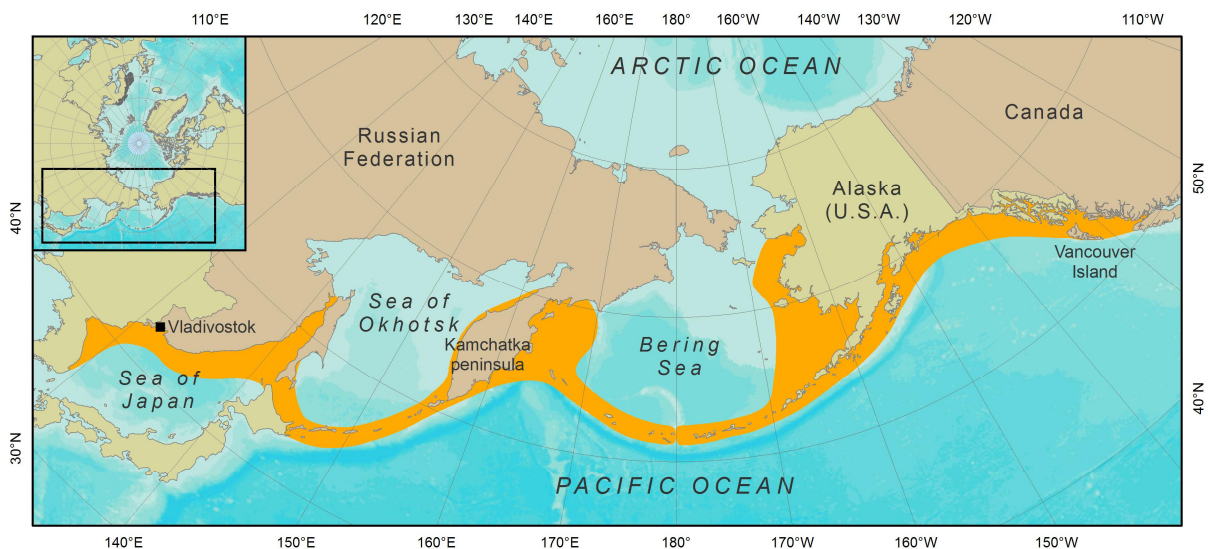 110°E 120°E 130°E 140°E 160°E 180° 160°W 140°W 130°W 120°W 110°W
ARCTIC OCEAN
Canada
Russian
Federation
50°N
Alaska
(U.S.A.)
40°N
Vancouver
Island
Sea of
Okhotsk
Vladivostok
Kamchatka
peninsula
Bering
Sea
Sea of
Japan
40°N
30°N
PACIFIC OCEAN
140°E 150°E 160°E 170°E 180° 170°W 160°W 150°W